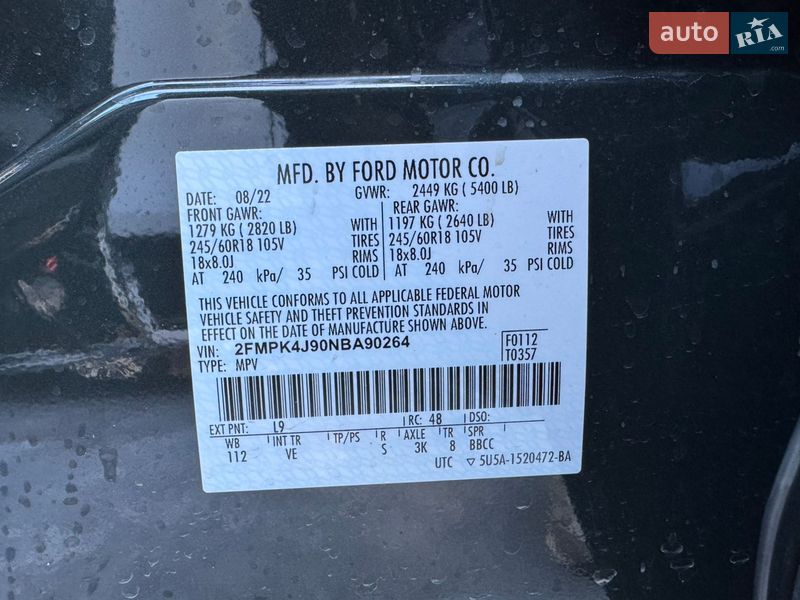 auto RIA .com
MFD. BY FORD MOTOR CO.
DATE: 08/22 GVWR: 2449 KG ( 5400 LB)
FRONT GAWR: REAR GAWR:
1279 KG ( 2820 LB) WITH 1197 KG ( 2640 LB) WITH
245/60R18 105V TIRES 245/60R18 105V TIRES
18x8.0J RIMS 18x8.0J RIMS
AT 240 kPa/ 35 PSI COLD AT 240 kPa/ 35 PSI COLD
THIS VEHICLE CONFORMS TO ALL APPLICABLE FEDERAL MOTOR
VEHICLE SAFETY AND THEFT PREVENTION STANDARDS IN
EFFECT ON THE DATE OF MANUFACTURE SHOWN ABOVE.
VIN: 2FMPK4J90NBA90264 F0112
TYPE: MPV T0357
EXT PNT: L9 RC: 48 DSO:
WB INT TR TP/PS R AXLE TR SPR
112 VE S 3K 8 BBCC
UTC ▽ 5U5A-1520472-BA